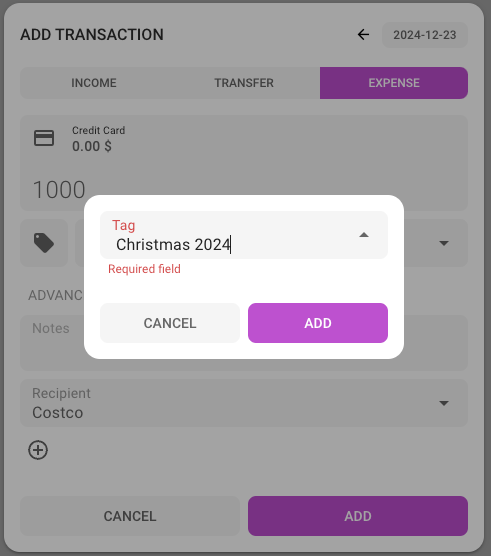 ADD TRANSACTION
2024-12-23
INCOME
TRANSFER
EXPENSE
Credit Card
0.00 $
1000
Tag
Christmas 2024
Required field
CANCEL
ADD
ADVANC
Notes
Recipient
Costco
CANCEL
ADD